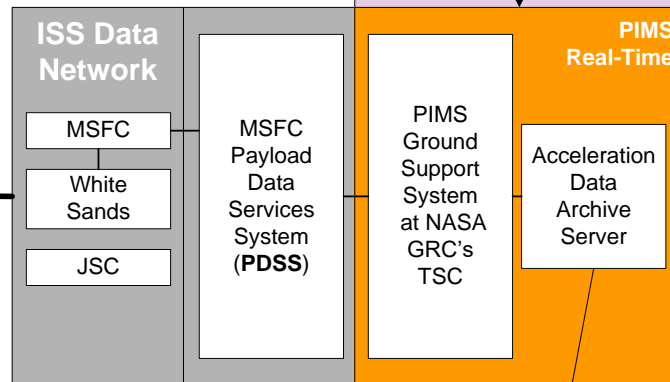 ISS Data
Network
MSFC
White
Sands
JSC
MSFC
Payload
Data
Services
System
(PDSS)
PIMS
Real-Time
PIMS
Ground
Support
System
at NASA
GRC's
TSC
Acceleration
Data
Archive
Server